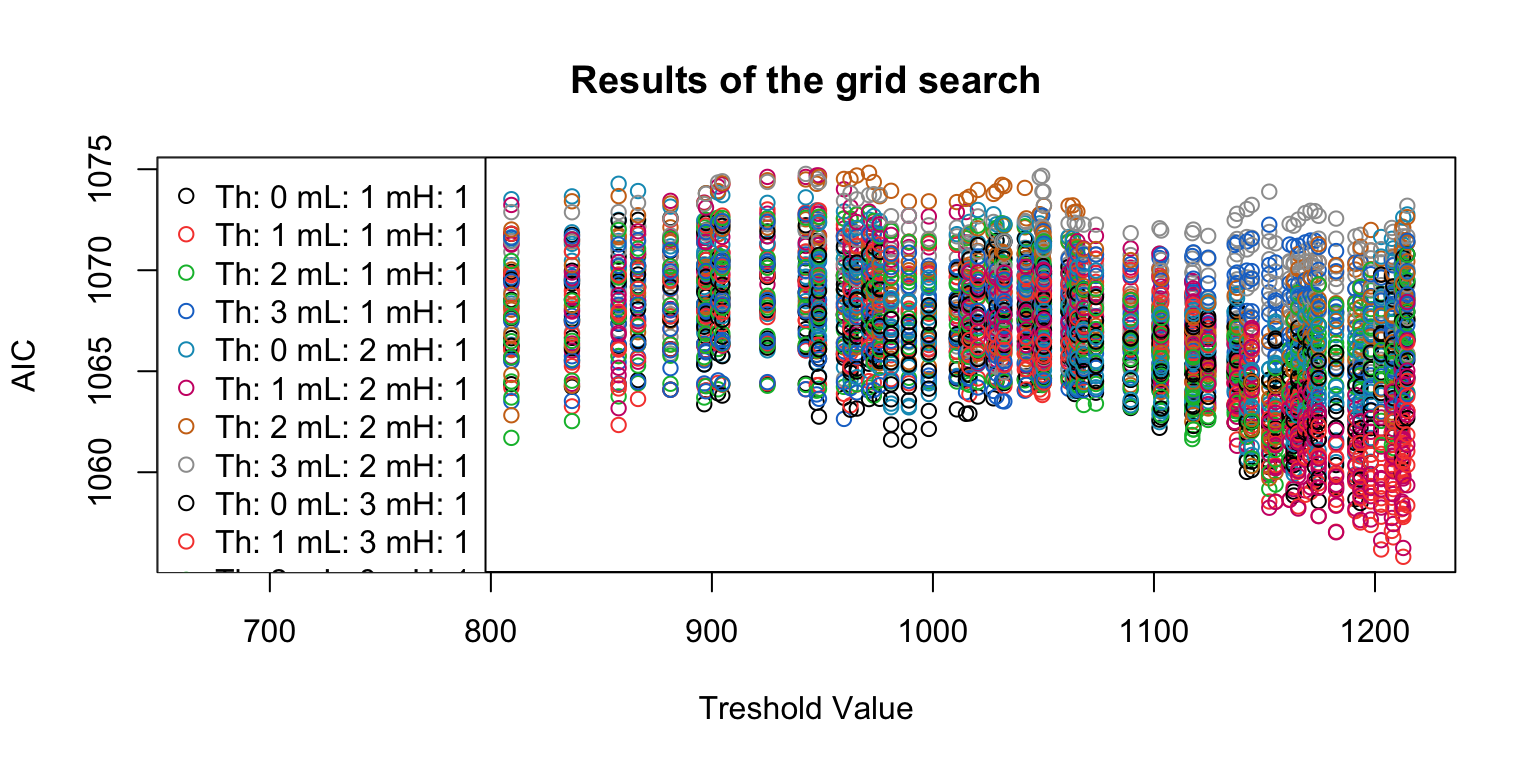 Results of the grid search
AIC
1075
1070
1065
1060
Th: 0 mL: 1 mH: 1
Th: 1 mL: 1 mH: 1
Th: 2 mL: 1 mH: 1
Th: 3 mL: 1 mH: 1
Th: 0 mL: 2 mH: 1
Th: 1 mL: 2 mH: 1
Th: 2 mL: 2 mH: 1
Th: 3 mL: 2 mH: 1
Th: 0 mL: 3 mH: 1
Th: 1 mL: 3 mH: 1
700 800 900 1000 1100 1200
Treshold Value